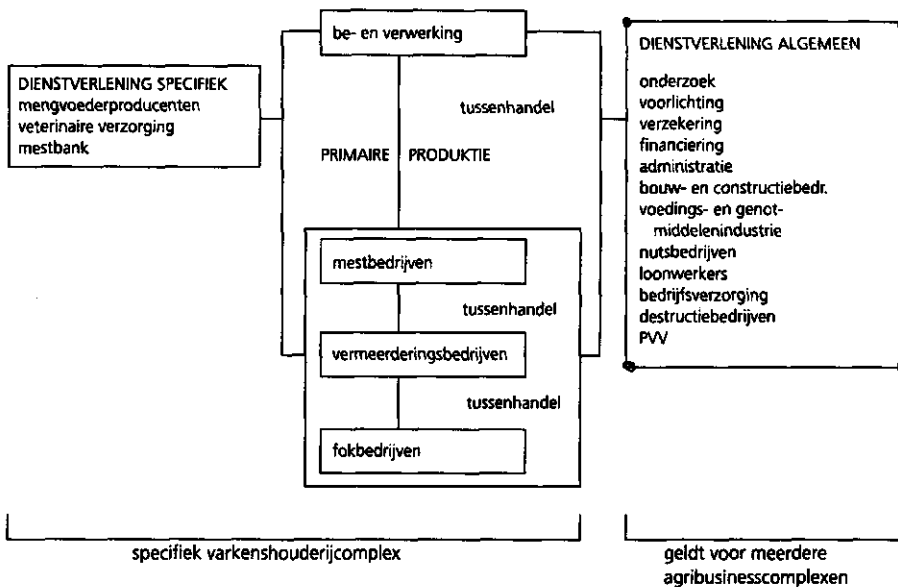 be- en verwerking
DIENSTVERLENING SPECIFIEK
mengvoederproducenten
veterinaire verzorging
mestbank
tussenhandel
PRIMAIRE PRODUKTIE
mestbedrijven
tussenhandel
vermeerderingsbedrijven
tussenhandel
fokbedrijven
DIENSTVERLENING ALGEMEEN
onderzoek
voorlichting
verzekering
financiering
administratie
bouw- en constructiebedr.
voedings- en genot-
middelenindustrie
nutsbedrijven
loonwerkers
bedrijfsverzorging
destructiebedrijven
PVV
specifiek varkenshouderijcomplex
geldt voor meerdere
agribusinesscomplexen